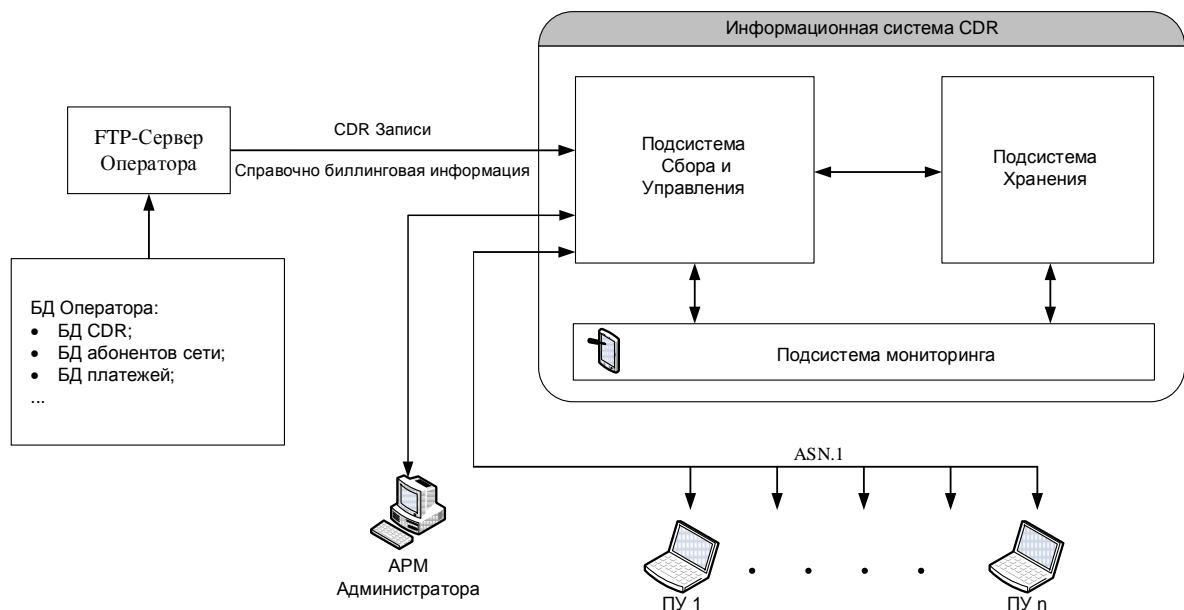 Информационная система CDR
FTP-Сервер
Оператора
CDR Записи
Справочно биллинговая информация
Подсистема
Сбора и
Управления
Подсистема
Хранения
БД Оператора:
• БД CDR;
• БД абонентов сети;
• БД платежей;
...
Подсистема мониторинга
ASN.1
АРМ
Администратора
ПУ 1
ПУ n